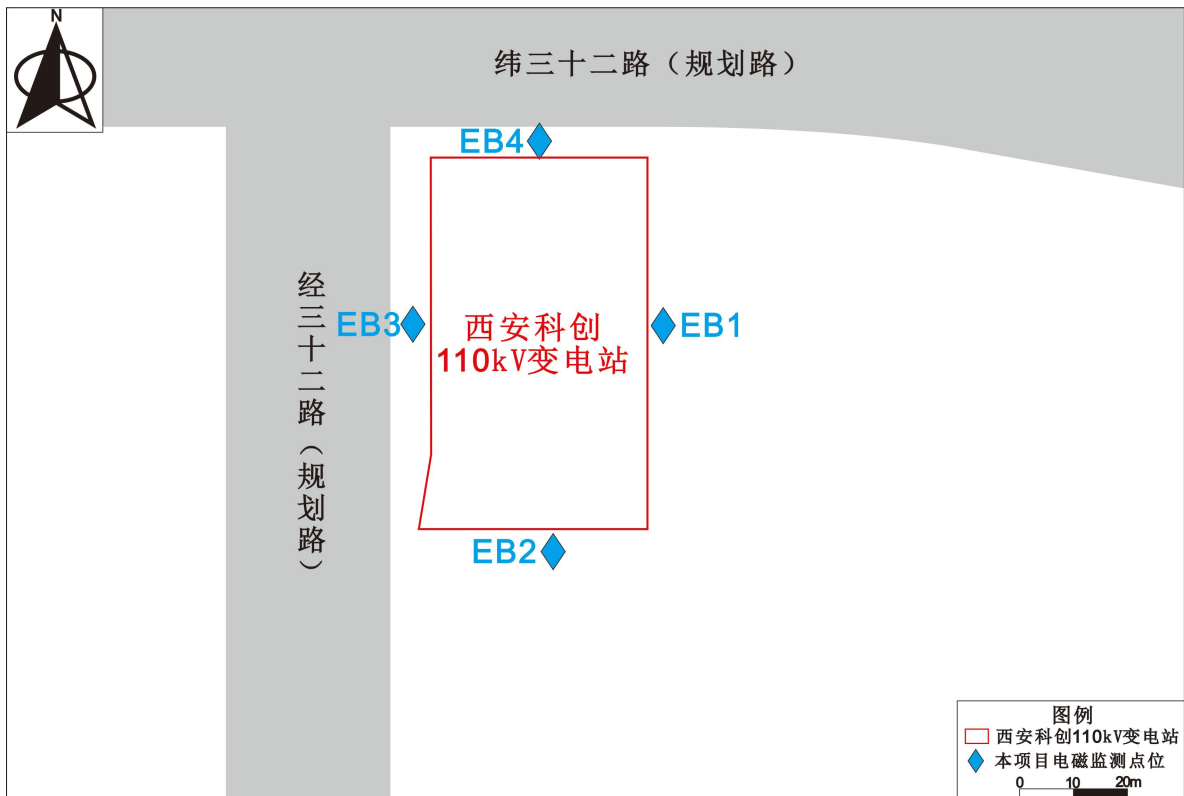 N
纬三十二路（规划路）
EB4
经三十二路（规划路）
EB3
西安科创
110kV变电站
EB1
EB2
图例
西安科创110kV变电站
本项目电磁监测点位
0 10 20m